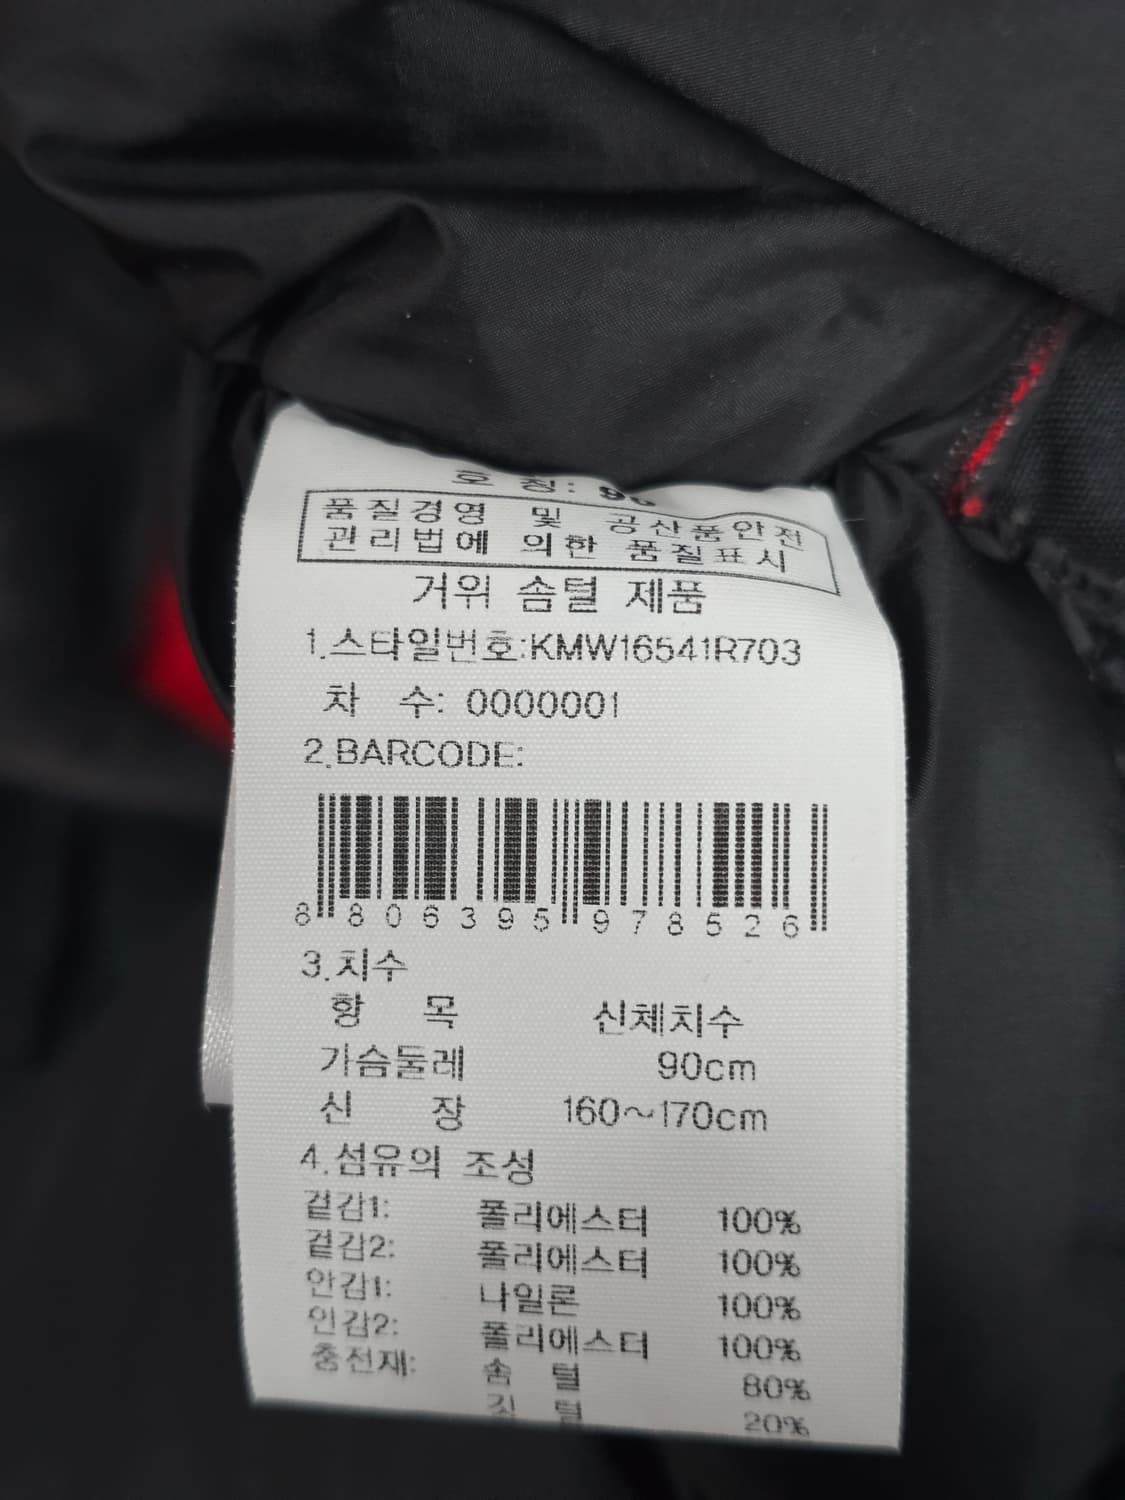 호 칭: 90
품질경영 및 공산품안전
관리법에 의한 품질표시
거위 솜털 제품
1.스타일번호:KMW16541R703
차 수: 0000001
2.BARCODE:
8 806395 978526
3.치수
항 목 신체치수
가슴둘레 90cm
신 장 160~170cm
4.섬유의 조성
겉감1: 폴리에스터 100%
겉감2: 폴리에스터 100%
안감1: 나일론 100%
안감2: 폴리에스터 100%
충전재: 솜 털 80%
깃 털 20%